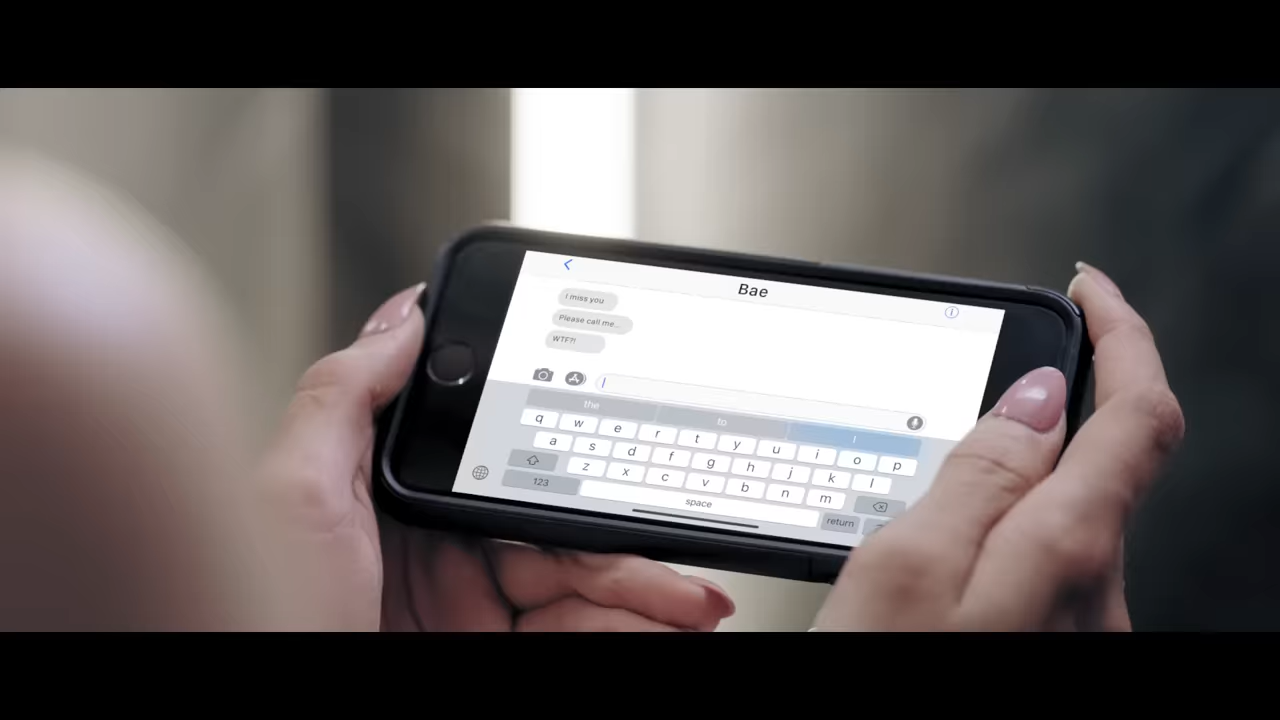 Bae
I miss you
Please call me...
WTF?!
the to I
q w e r t y u i o p
a s d f g h j k l
z x c v b n m
123 space return